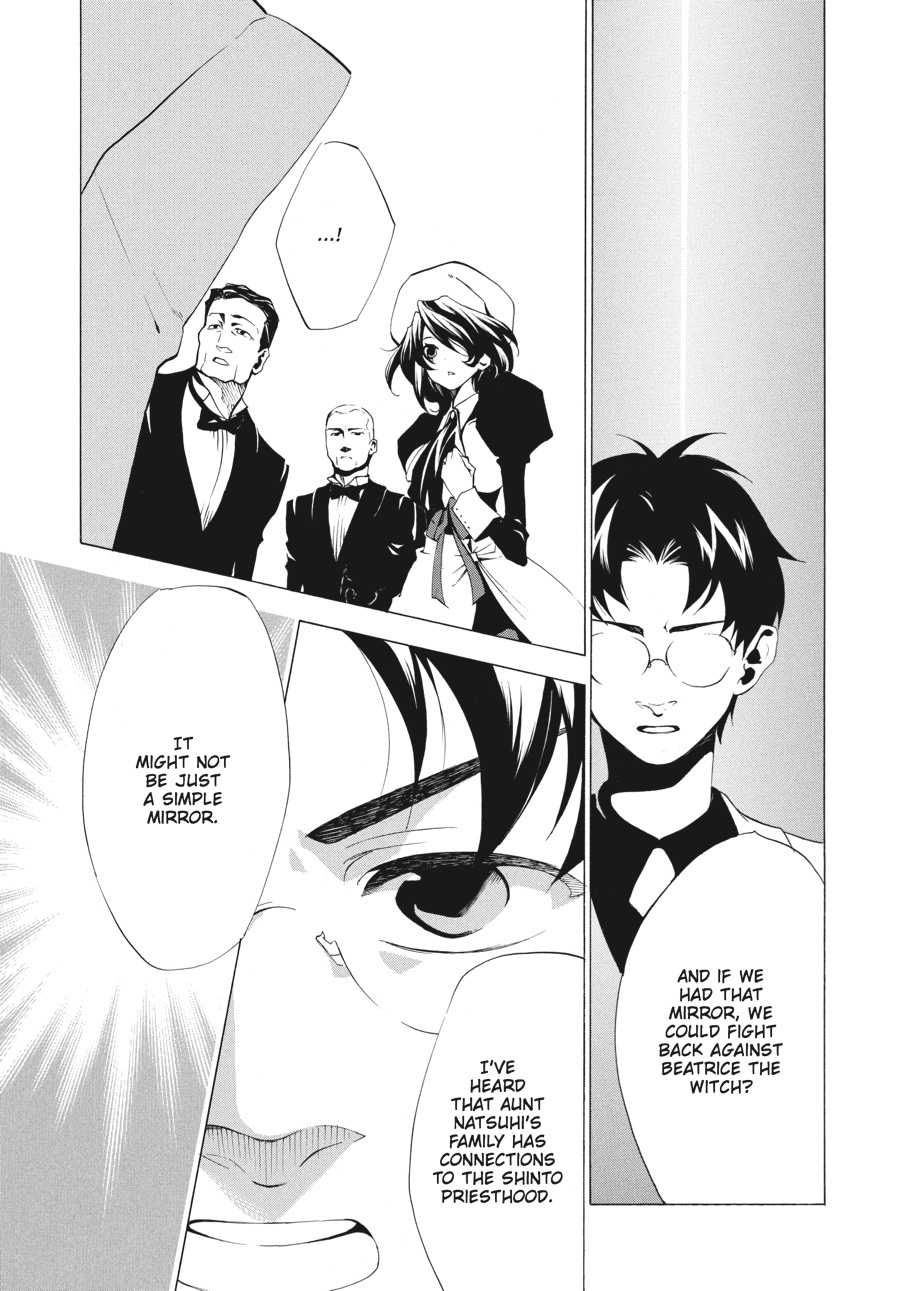 AND IF WE
HAD THAT
MIRROR, WE
COULD FIGHT
BACK AGAINST
BEATRICE THE
WITCH?
...!
I'VE
HEARD
THAT AUNT
NATSUHI'S
FAMILY HAS
CONNECTIONS
TO THE SHINTO
PRIESTHOOD.
IT
MIGHT NOT
BE JUST
A SIMPLE
MIRROR.